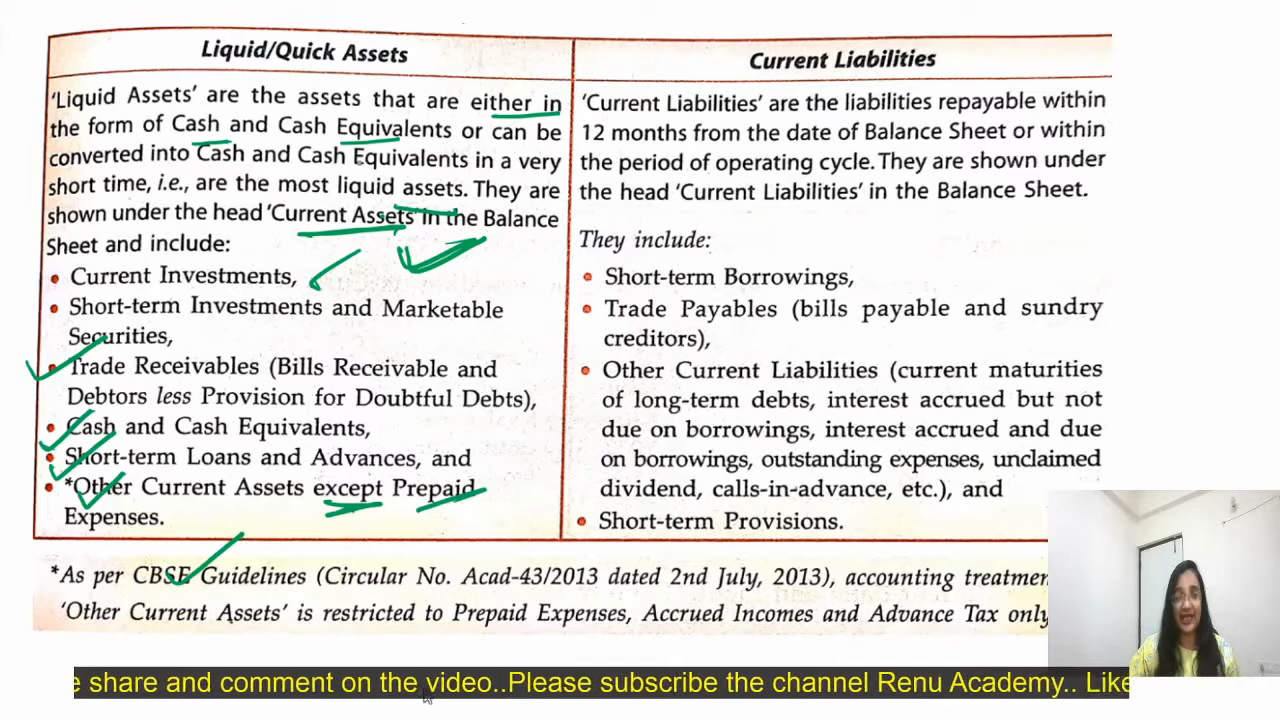 Liquid/Quick Assets
'Liquid Assets' are the assets that are either in
the form of Cash and Cash Equivalents or can be
converted into Cash and Cash Equivalents in a very
short time, i.e., are the most liquid assets. They are
shown under the head 'Current Assets' in the Balance
Sheet and include:
• Current Investments,
• Short-term Investments and Marketable
Securities,
• Trade Receivables (Bills Receivable and
Debtors less Provision for Doubtful Debts),
• Cash and Cash Equivalents,
• Short-term Loans and Advances, and
• *Other Current Assets except Prepaid
Expenses.
Current Liabilities
'Current Liabilities' are the liabilities repayable within
12 months from the date of Balance Sheet or within
the period of operating cycle. They are shown under
the head 'Current Liabilities' in the Balance Sheet.
They include:
• Short-term Borrowings,
• Trade Payables (bills payable and sundry
creditors),
• Other Current Liabilities (current maturities
of long-term debts, interest accrued but not
due on borrowings, interest accrued and due
on borrowings, outstanding expenses, unclaimed
dividend, calls-in-advance, etc.), and
• Short-term Provisions.
*As per CBSE Guidelines (Circular No. Acad-43/2013 dated 2nd July, 2013), accounting treatmen
'Other Current Assets' is restricted to Prepaid Expenses, Accrued Incomes and Advance Tax only
e share and comment on the video..Please subscribe the channel Renu Academy.. Like